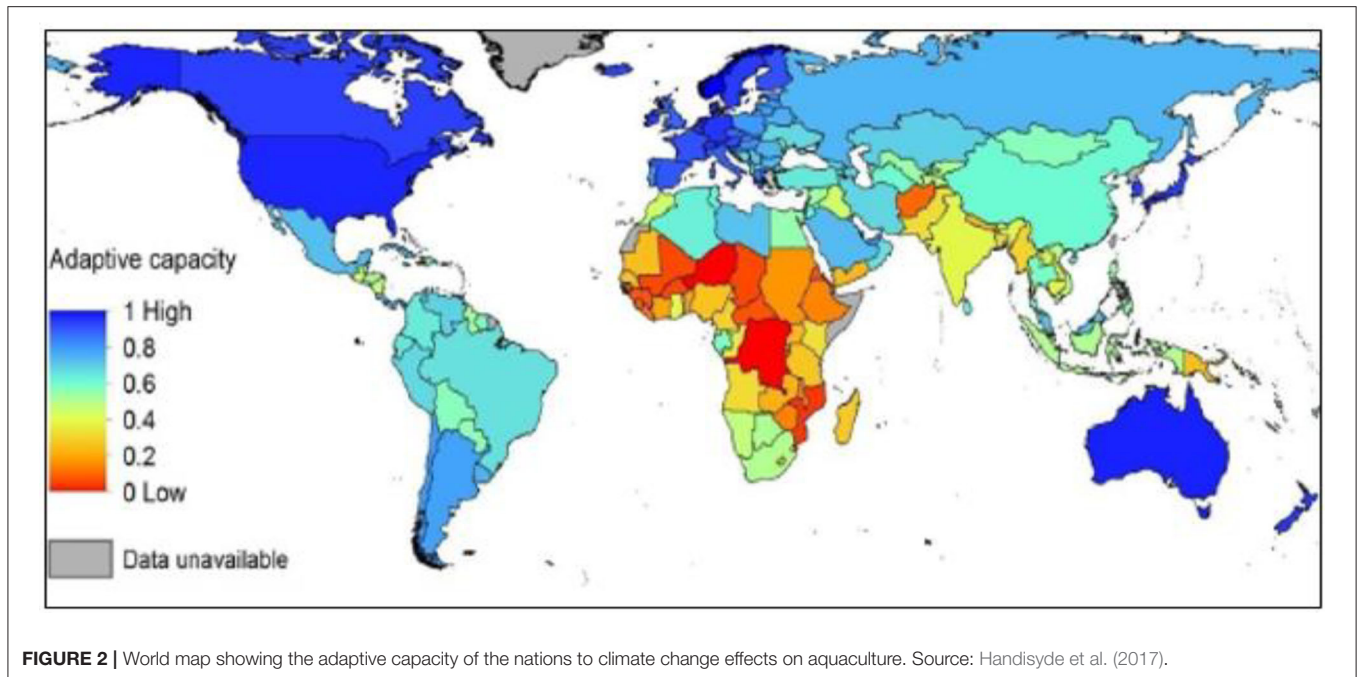 Adaptive capacity
1 High
0.8
0.6
0.4
0.2
0 Low
Data unavailable
FIGURE 2 | World map showing the adaptive capacity of the nations to climate change effects on aquaculture. Source: Handisyde et al. (2017).